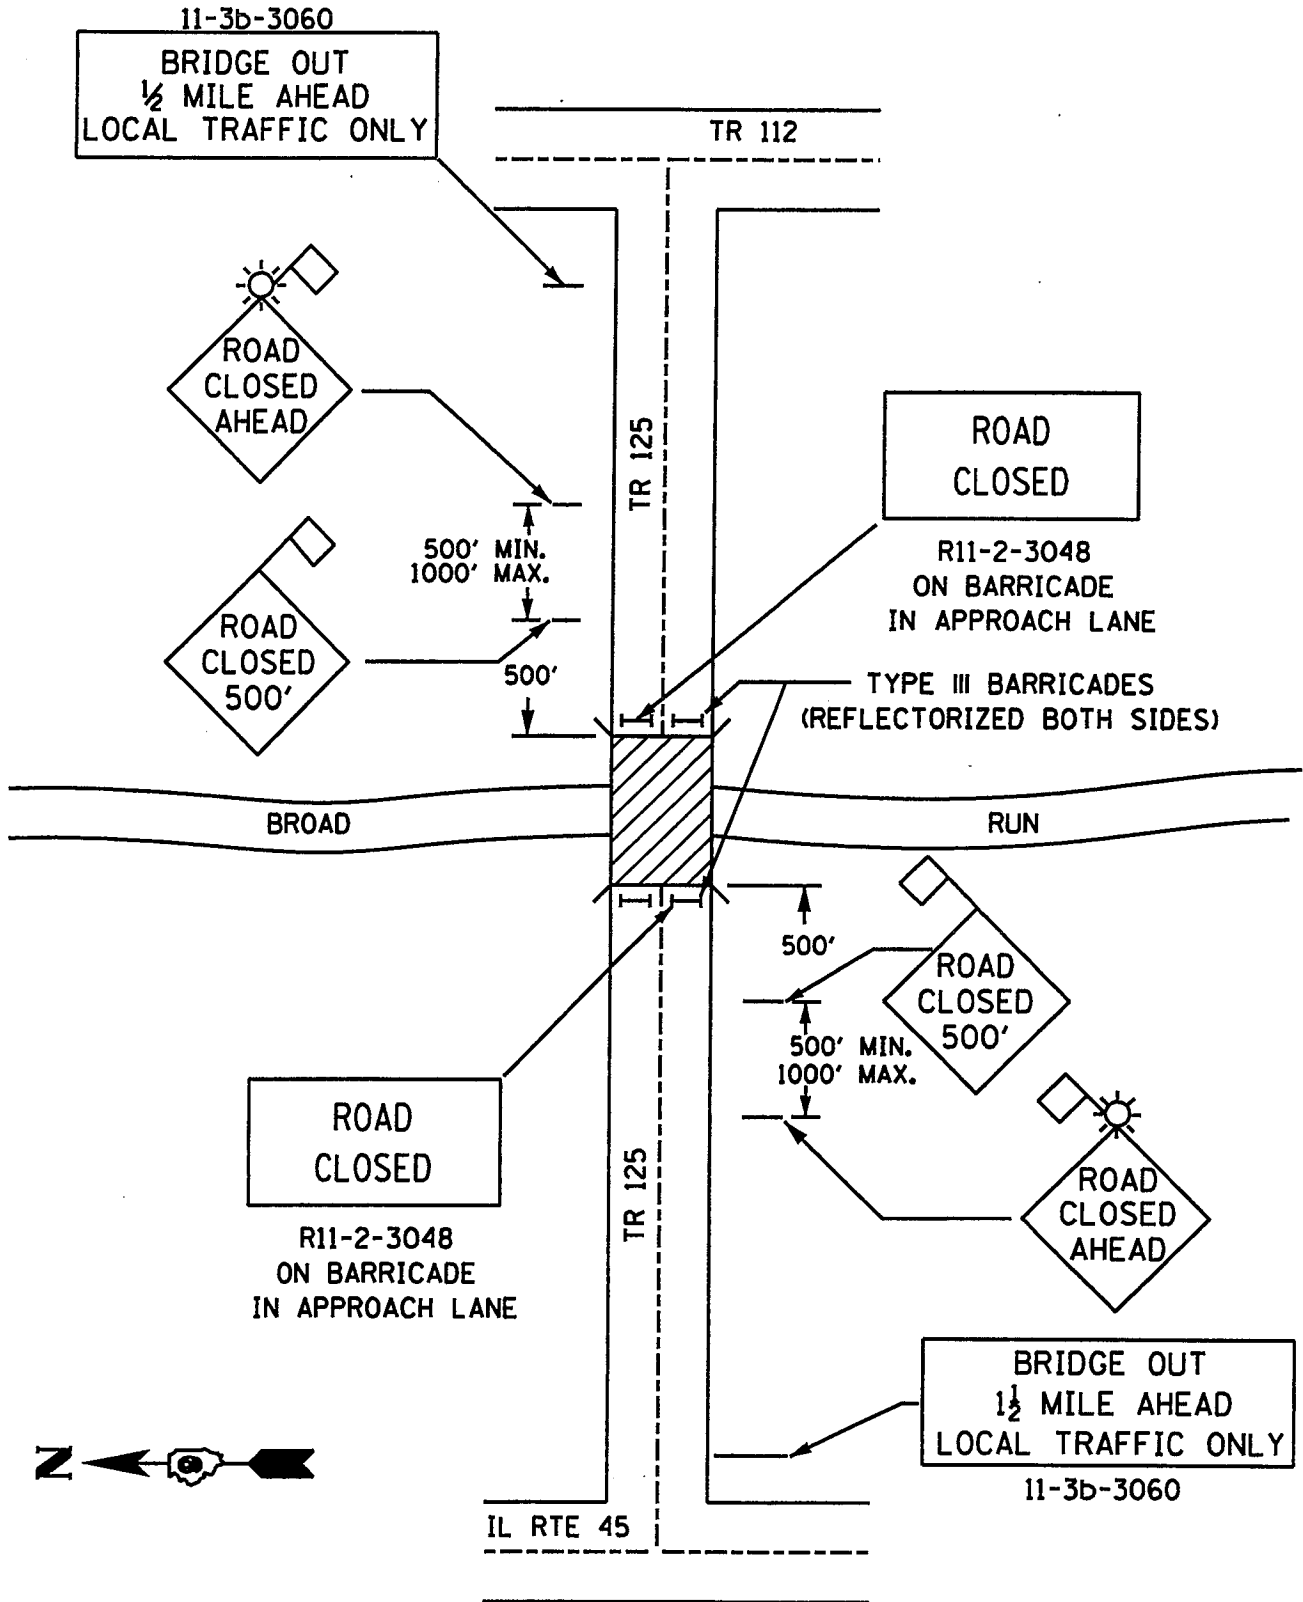 11-3b-3060
BRIDGE OUT
½ MILE AHEAD
LOCAL TRAFFIC ONLY
TR 112
ROAD
CLOSED
AHEAD
TR 125
ROAD
CLOSED
R11-2-3048
ON BARRICADE
IN APPROACH LANE
500' MIN.
1000' MAX.
ROAD
CLOSED
500'
500'
TYPE III BARRICADES
(REFLECTORIZED BOTH SIDES)
BROAD
RUN
500'
ROAD
CLOSED
500'
500' MIN.
1000' MAX.
ROAD
CLOSED
R11-2-3048
ON BARRICADE
IN APPROACH LANE
TR 125
ROAD
CLOSED
AHEAD
BRIDGE OUT
1½ MILE AHEAD
LOCAL TRAFFIC ONLY
11-3b-3060
N
IL RTE 45